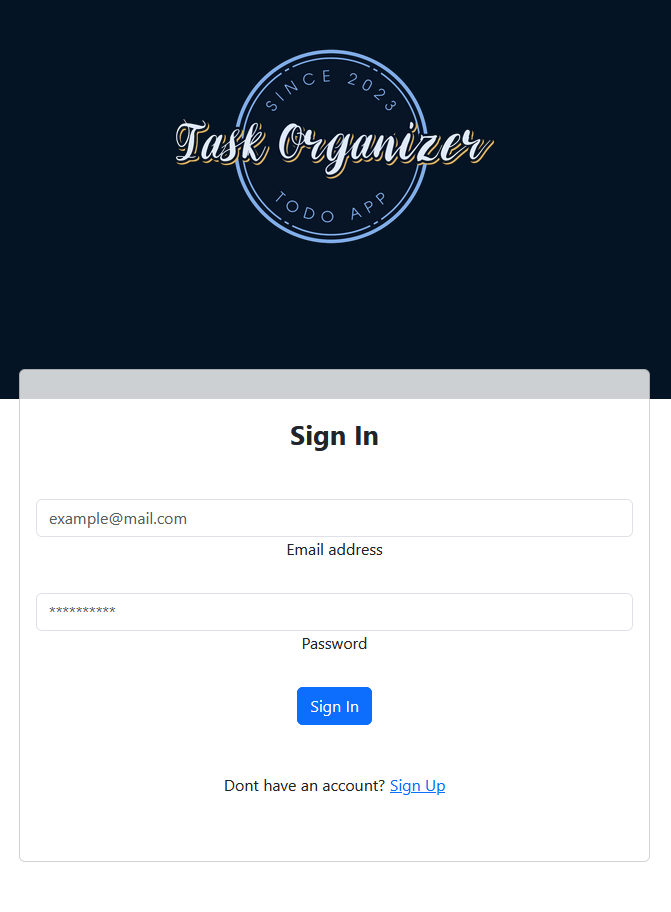 SINCE 2023
Task Organizer
TODO APP
Sign In
example@mail.com
Email address
**********
Password
Sign In
Dont have an account? Sign Up